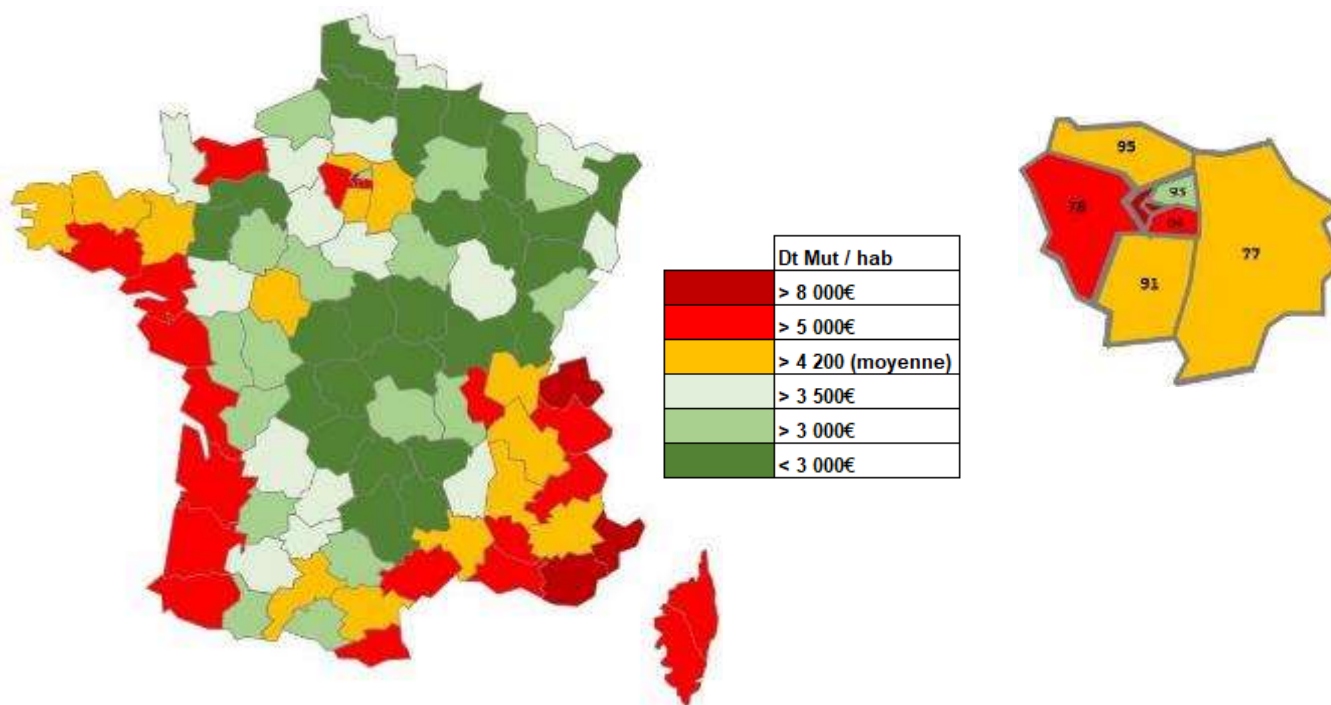 Dt Mut / hab
> 8 000€
> 5 000€
> 4 200 (moyenne)
> 3 500€
> 3 000€
< 3 000€
95
78
93
94
77
91